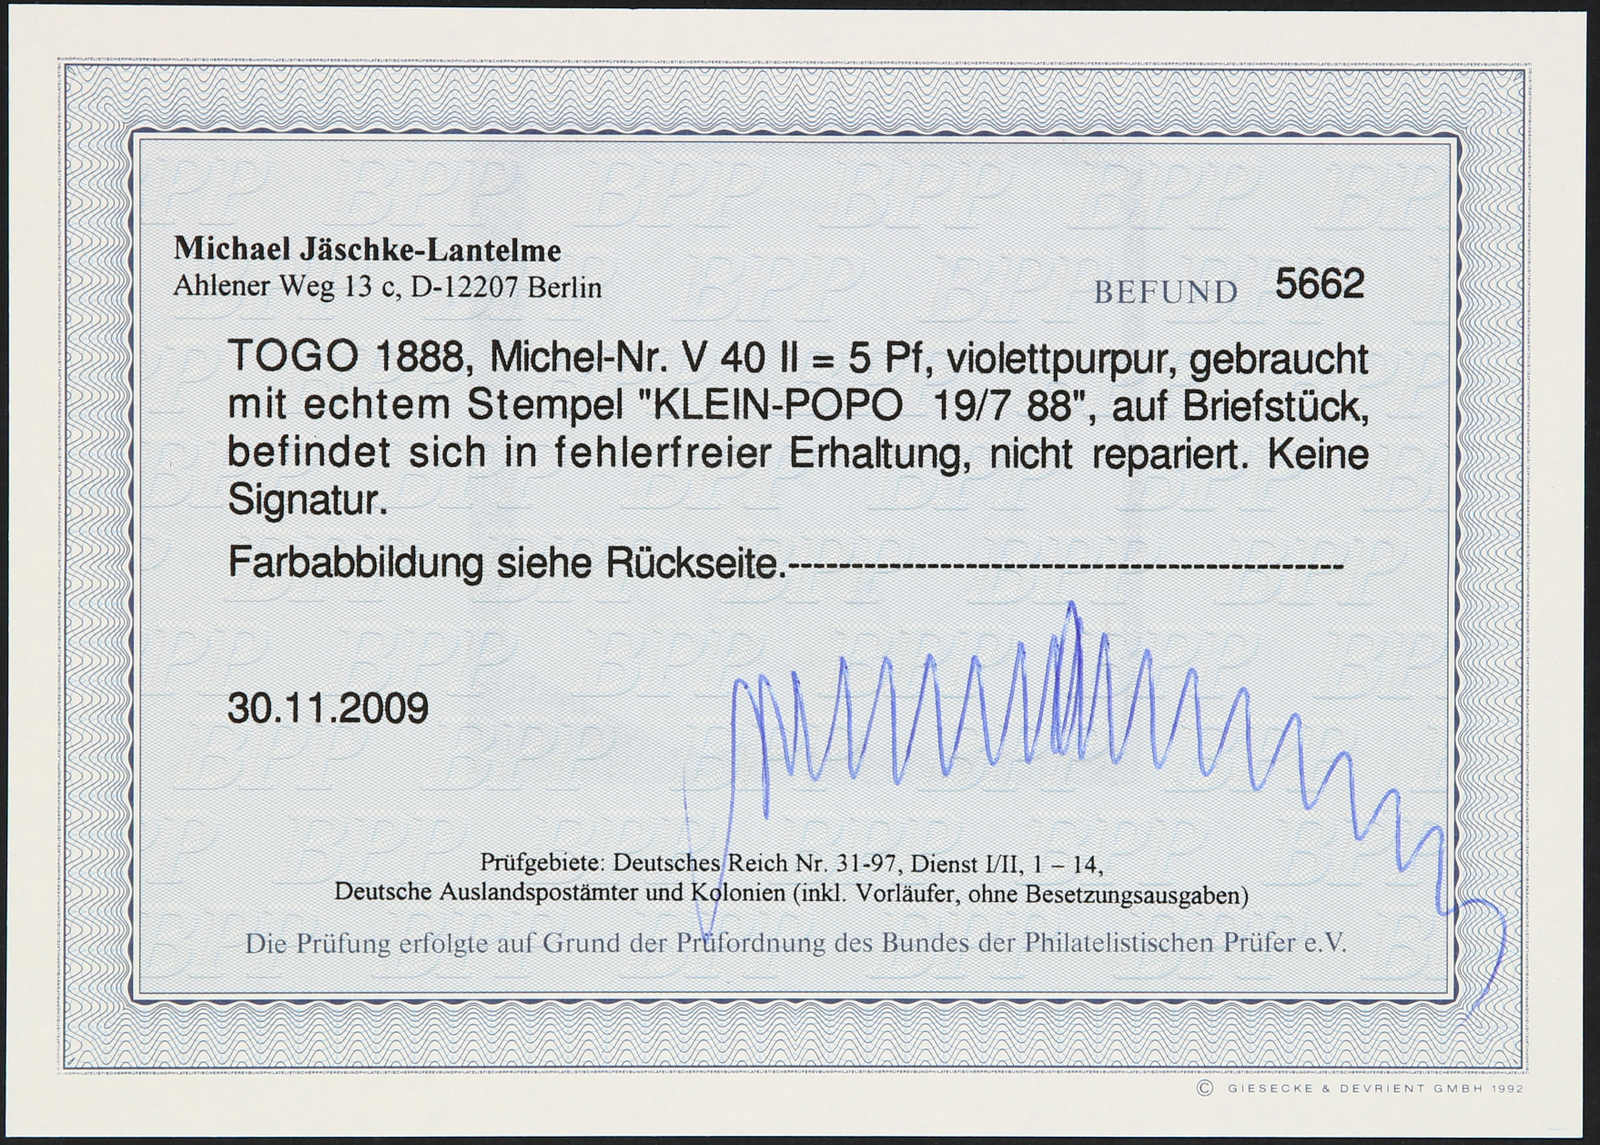 Michael Jäschke-Lantelme
Ahlener Weg 13 c, D-12207 Berlin
BEFUND 5662
TOGO 1888, Michel-Nr. V 40 II = 5 Pf, violettpurpur, gebraucht
mit echtem Stempel "KLEIN-POPO 19/7 88", auf Briefstück,
befindet sich in fehlerfreier Erhaltung, nicht repariert. Keine
Signatur.
Farbabbildung siehe Rückseite.--------------------------------------------
30.11.2009
Prüfgebiete: Deutsches Reich Nr. 31-97, Dienst I/II, 1 – 14,
Deutsche Auslandspostämter und Kolonien (inkl. Vorläufer, ohne Besetzungsausgaben)
Die Prüfung erfolgte auf Grund der Prüfordnung des Bundes der Philatelistischen Prüfer e.V.
© GIESECKE & DEVRIENT GMBH 1992